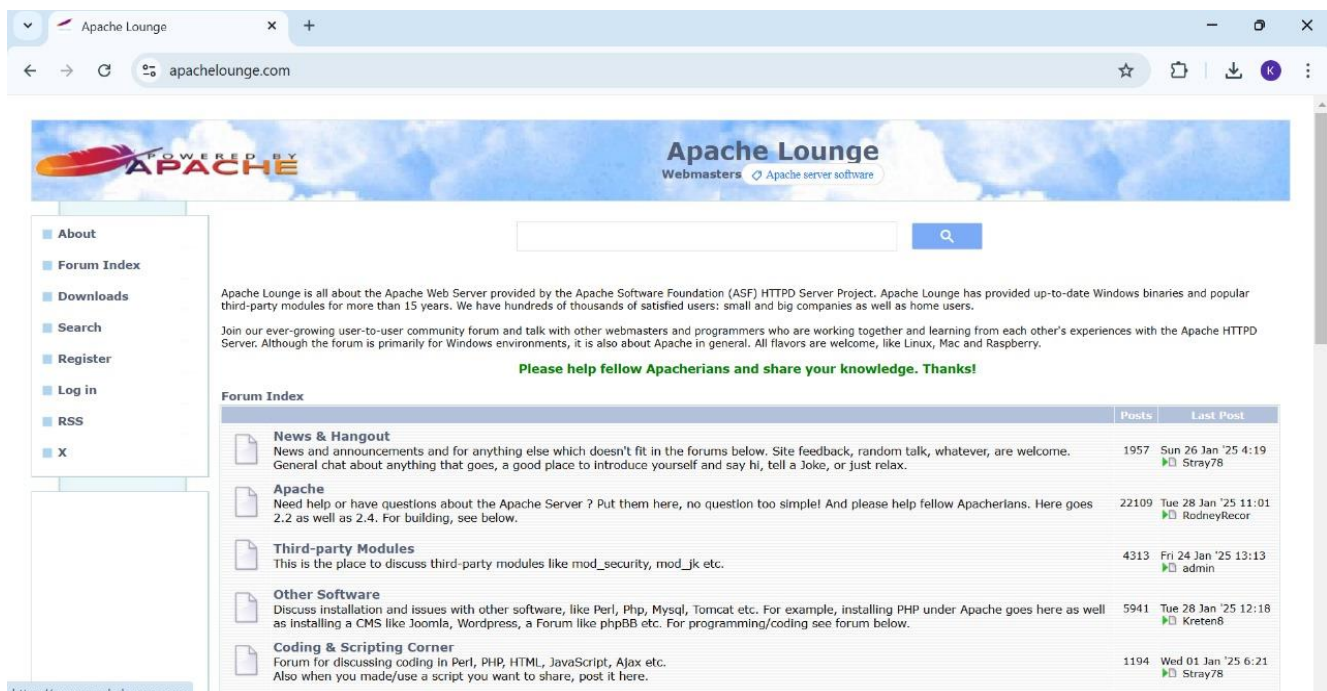 Apache Lounge
apachelounge.com
K
POWERED BY
APACHE
Apache Lounge
Webmasters Apache server software
About
Forum Index
Downloads
Search
Register
Log in
RSS
X
Apache Lounge is all about the Apache Web Server provided by the Apache Software Foundation (ASF) HTTPD Server Project. Apache Lounge has provided up-to-date Windows binaries and popular
third-party modules for more than 15 years. We have hundreds of thousands of satisfied users: small and big companies as well as home users.
Join our ever-growing user-to-user community forum and talk with other webmasters and programmers who are working together and learning from each other's experiences with the Apache HTTPD
Server. Although the forum is primarily for Windows environments, it is also about Apache in general. All flavors are welcome, like Linux, Mac and Raspberry.
Please help fellow Apacherians and share your knowledge. Thanks!
Forum Index
Posts Last Post
News & Hangout
News and announcements and for anything else which doesn't fit in the forums below. Site feedback, random talk, whatever, are welcome.
General chat about anything that goes, a good place to introduce yourself and say hi, tell a Joke, or just relax.
1957 Sun 26 Jan '25 4:19
Stray78
Apache
Need help or have questions about the Apache Server ? Put them here, no question too simple! And please help fellow Apacherians. Here goes
2.2 as well as 2.4. For building, see below.
22109 Tue 28 Jan '25 11:01
RodneyRecor
Third-party Modules
This is the place to discuss third-party modules like mod_security, mod_jk etc.
4313 Fri 24 Jan '25 13:13
admin
Other Software
Discuss installation and issues with other software, like Perl, Php, Mysql, Tomcat etc. For example, installing PHP under Apache goes here as well
as installing a CMS like Joomla, Wordpress, a Forum like phpBB etc. For programming/coding see forum below.
5941 Tue 28 Jan '25 12:18
Kreten8
Coding & Scripting Corner
Forum for discussing coding in Perl, PHP, HTML, JavaScript, Ajax etc.
Also when you made/use a script you want to share, post it here.
1194 Wed 01 Jan '25 6:21
Stray78